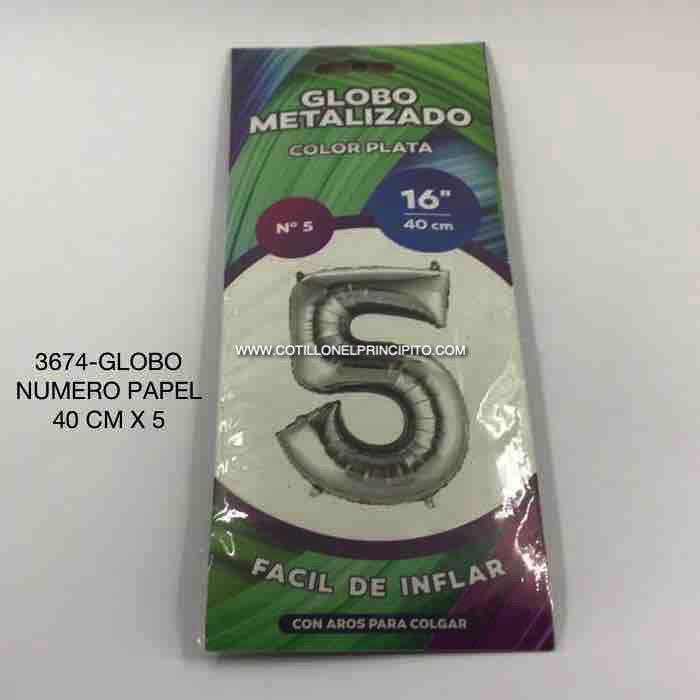 GLOBO
METALIZADO
COLOR PLATA
16"
40 cm
Nº 5
5
WWW.COTILLONELPRINCIPITO.COM
3674-GLOBO
NUMERO PAPEL
40 CM X 5
FACIL DE INFLAR
CON AROS PARA COLGAR